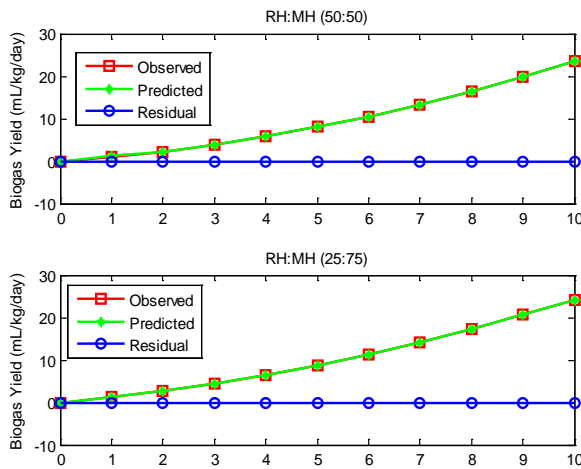 RH:MH (50:50)
Biogas Yield (mL/kg/day)
30
20
10
0
-10
Observed
Predicted
Residual
0 1 2 3 4 5 6 7 8 9 10
RH:MH (25:75)
Biogas Yield (mL/kg/day)
30
20
10
0
-10
Observed
Predicted
Residual
0 1 2 3 4 5 6 7 8 9 10